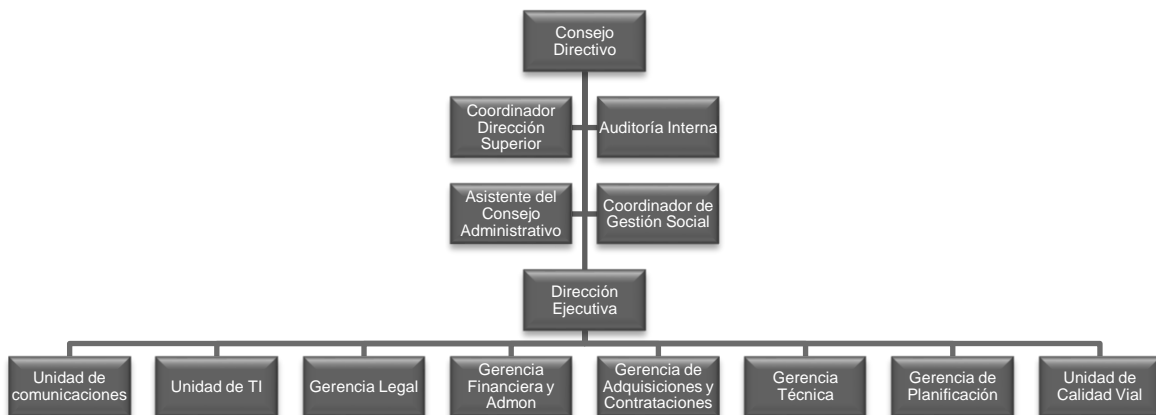 Consejo
Directivo
Coordinador
Dirección
Superior
Auditoría Interna
Asistente del
Consejo
Administrativo
Coordinador de
Gestión Social
Dirección
Ejecutiva
Unidad de
comunicaciones
Unidad de TI
Gerencia Legal
Gerencia
Financiera y
Admon
Gerencia de
Adquisiciones y
Contrataciones
Gerencia
Técnica
Gerencia de
Planificación
Unidad de
Calidad Vial